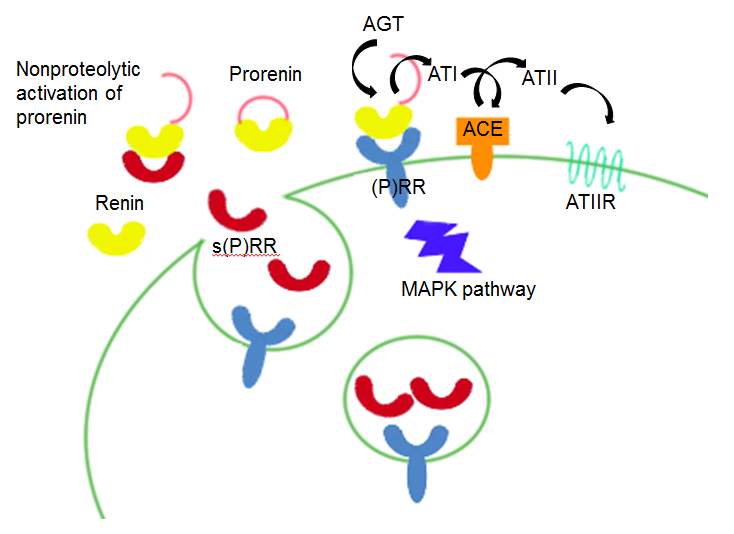 AGT
Nonproteolytic
activation of
prorenin
Prorenin
ATI
ATII
ACE
(P)RR
ATIIR
Renin
s(P)RR
MAPK pathway